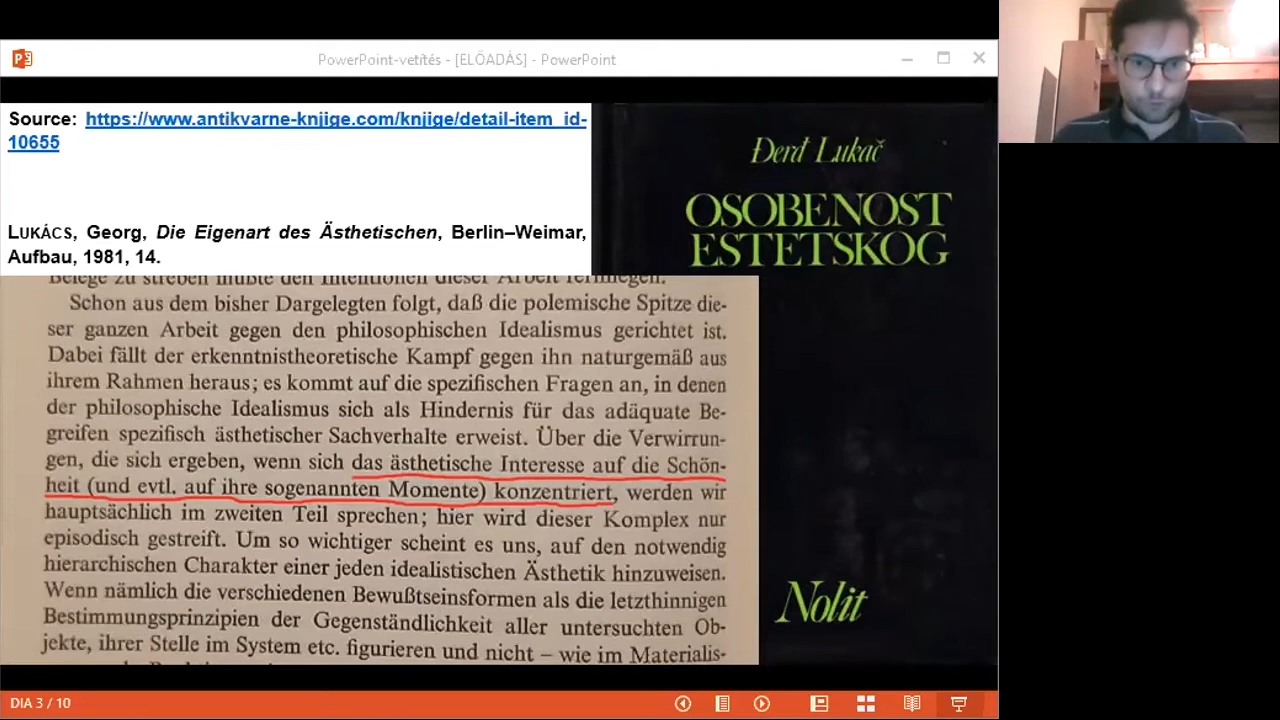 PowerPoint-vetítés - [ELŐADÁS] - PowerPoint
Source: https://www.antikvarne-knjige.com/knjige/detail-item_id-
10655
LUKÁCS, Georg, Die Eigenart des Ästhetischen, Berlin–Weimar,
Aufbau, 1981, 14.
Belege zu streben müßte den Intentionen dieser Arbeit
Schon aus dem bisher Dargelegten folgt, daß die polemische Spitze die-
ser ganzen Arbeit gegen den philosophischen Idealismus gerichtet ist.
Dabei fällt der erkenntnistheoretische Kampf gegen ihn naturgemäß aus
ihrem Rahmen heraus; es kommt auf die spezifischen Fragen an, in denen
der philosophische Idealismus sich als Hindernis für das adäquate Be-
greifen spezifisch ästhetischer Sachverhalte erweist. Über die Verwirrun-
gen, die sich ergeben, wenn sich das ästhetische Interesse auf die Schön-
heit (und evtl. auf ihre sogenannten Momente) konzentriert, werden wir
hauptsächlich im zweiten Teil sprechen; hier wird dieser Komplex nur
episodisch gestreift. Um so wichtiger scheint es uns, auf den notwendig
hierarchischen Charakter einer jeden idealistischen Ästhetik hinzuweisen.
Wenn nämlich die verschiedenen Bewußtseinsformen als die letzthinnigen
Bestimmungsprinzipien der Gegenständlichkeit aller untersuchten Ob-
jekte, ihrer Stelle im System etc. figurieren und nicht – wie im Materialis-
Đerđ Lukač
OSOBENOST
ESTETSKOG
Nolit
DIA 3 / 10